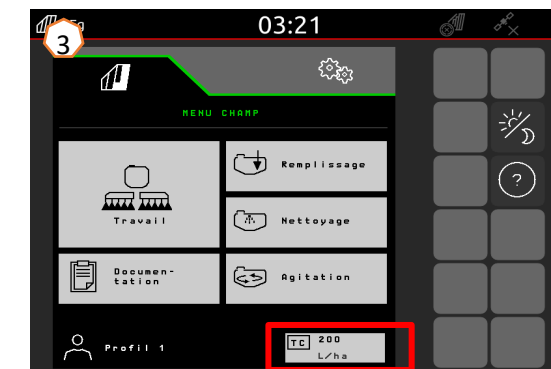 03:21
3
MENU CHAMP
Remplissage
Travail
Nettoyage
Documen-
tation
Agitation
Profil 1
TC 200
L/ha
?